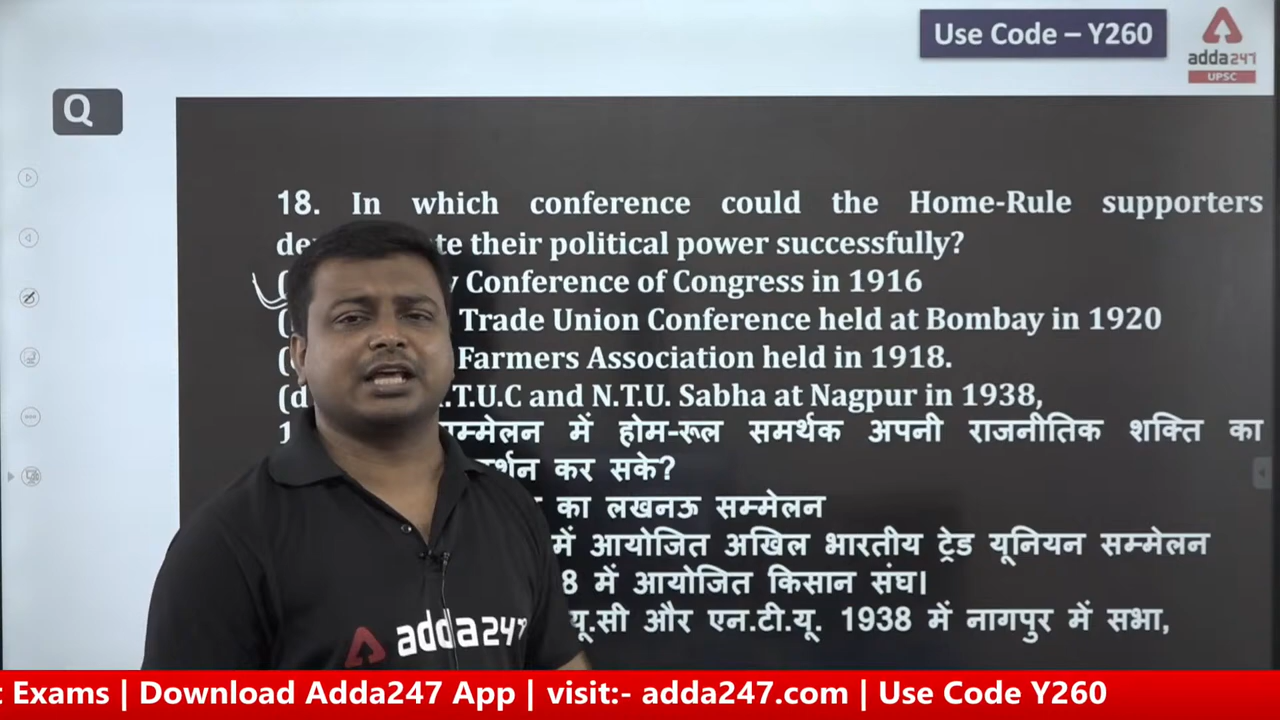 Use Code – Y260
adda247
UPSC
Q
18. In which conference could the Home-Rule supporters
te their political power successfully?
Conference of Congress in 1916
Trade Union Conference held at Bombay in 1920
Farmers Association held in 1918.
(d .T.U.C and N.T.U. Sabha at Nagpur in 1938,
1 सम्मेलन में होम-रूल समर्थक अपनी राजनीतिक शक्ति का
कर सके?
का लखनऊ सम्मेलन
में आयोजित अखिल भारतीय ट्रेड यूनियन सम्मेलन
8 में आयोजित किसान संघ।
यू.सी और एन.टी.यू. 1938 में नागपुर में सभा,
adda247
Exams | Download Adda247 App | visit:- adda247.com | Use Code Y260